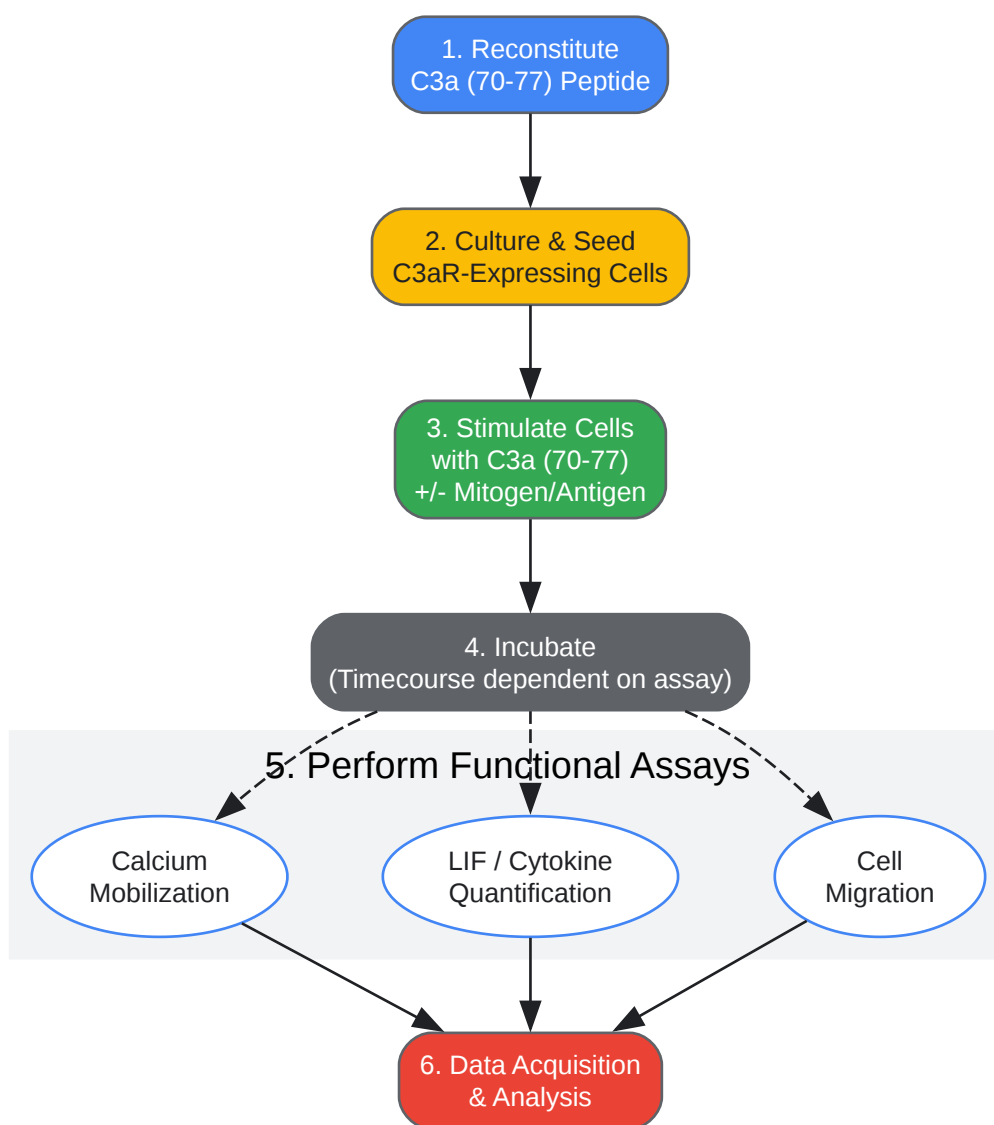 1. Reconstitute
C3a (70-77) Peptide
2. Culture & Seed
C3aR-Expressing Cells
3. Stimulate Cells
with C3a (70-77)
+/- Mitogen/Antigen
4. Incubate
(Timecourse dependent on assay)
5. Perform Functional Assays
Calcium
Mobilization
LIF / Cytokine
Quantification
Cell
Migration
6. Data Acquisition
& Analysis